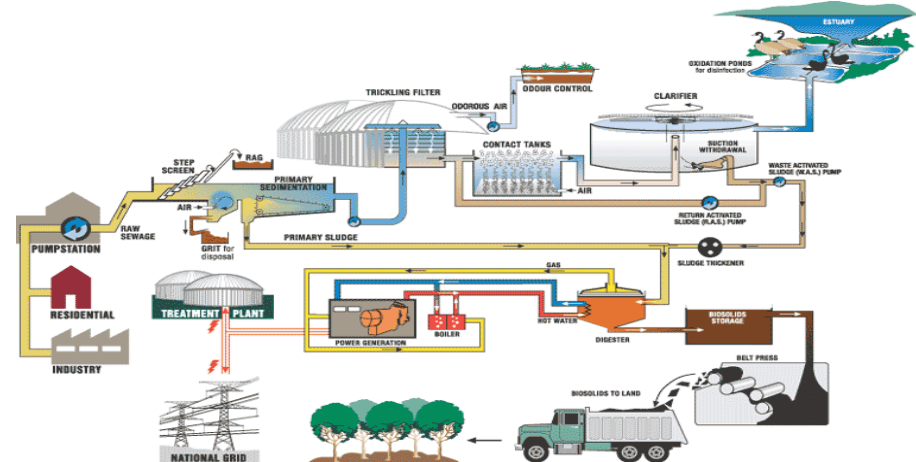 ESTUARY
OXIDATION PONDS
for disinfection
ODOUR CONTROL
TRICKLING FILTER
ODOROUS AIR
CLARIFIER
SUCTION
WITHDRAWAL
CONTACT TANKS
AIR
WASTE ACTIVATED
SLUDGE (W.A.S.) PUMP
RETURN ACTIVATED
SLUDGE (R.A.S.) PUMP
STEP
SCREEN
RAG
PRIMARY
SEDIMENTATION
AIR
RAW
SEWAGE
GRIT for
disposal
PRIMARY SLUDGE
PUMPSTATION
SLUDGE THICKENER
RESIDENTIAL
INDUSTRY
TREATMENT PLANT
GAS
HOT WATER
BOILER
POWER GENERATION
DIGESTER
BIOSOLIDS
STORAGE
BELT PRESS
BIOSOLIDS TO LAND
NATIONAL GRID